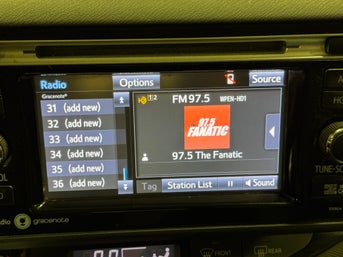 Radio
Gracenote®
Options
Source
31 (add new)
32 (add new)
33 (add new)
34 (add new)
35 (add new)
36 (add new)
FM 97.5 WPEN-HD1
97.5
FANATIC
97.5 The Fanatic
Tag
Station List
Sound
TUNE
gracenote
FRONT
REAR